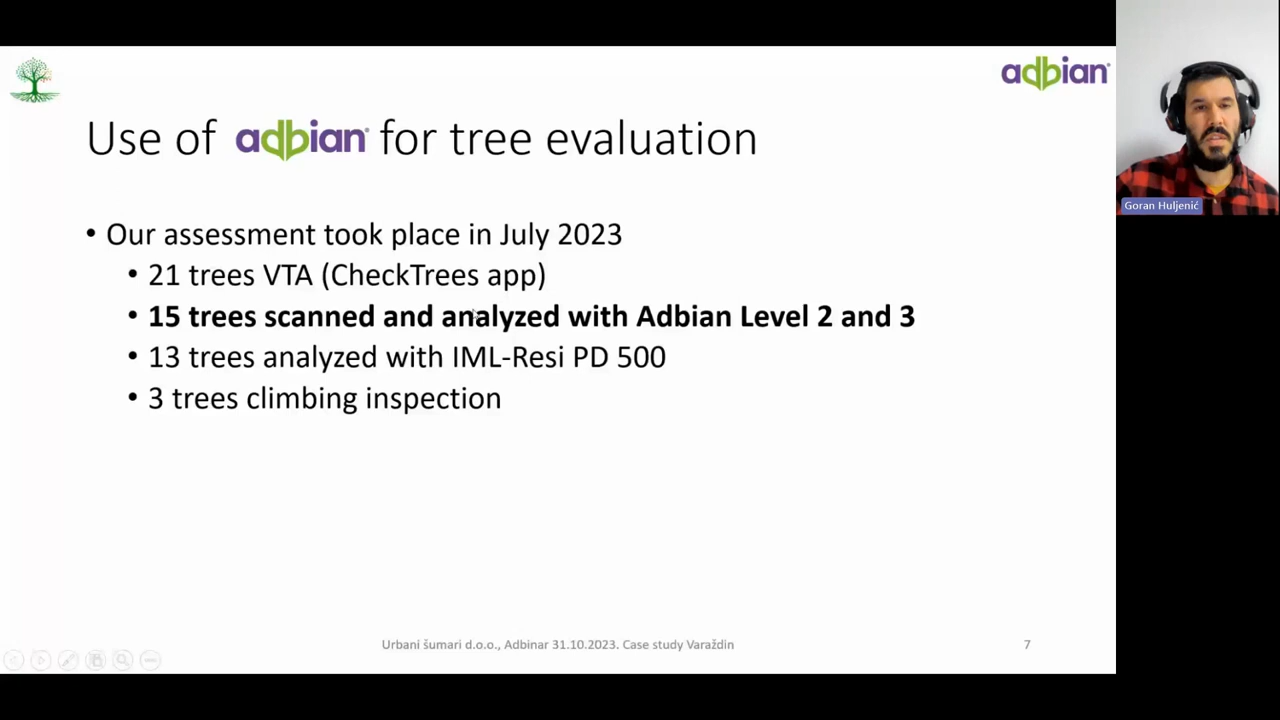 adbian
Use of adbian for tree evaluation
• Our assessment took place in July 2023
• 21 trees VTA (CheckTrees app)
• 15 trees scanned and analyzed with Adbian Level 2 and 3
• 13 trees analyzed with IML-Resi PD 500
• 3 trees climbing inspection
Urbani šumari d.o.o., Adbinar 31.10.2023. Case study Varaždin
7
Goran Huljenić